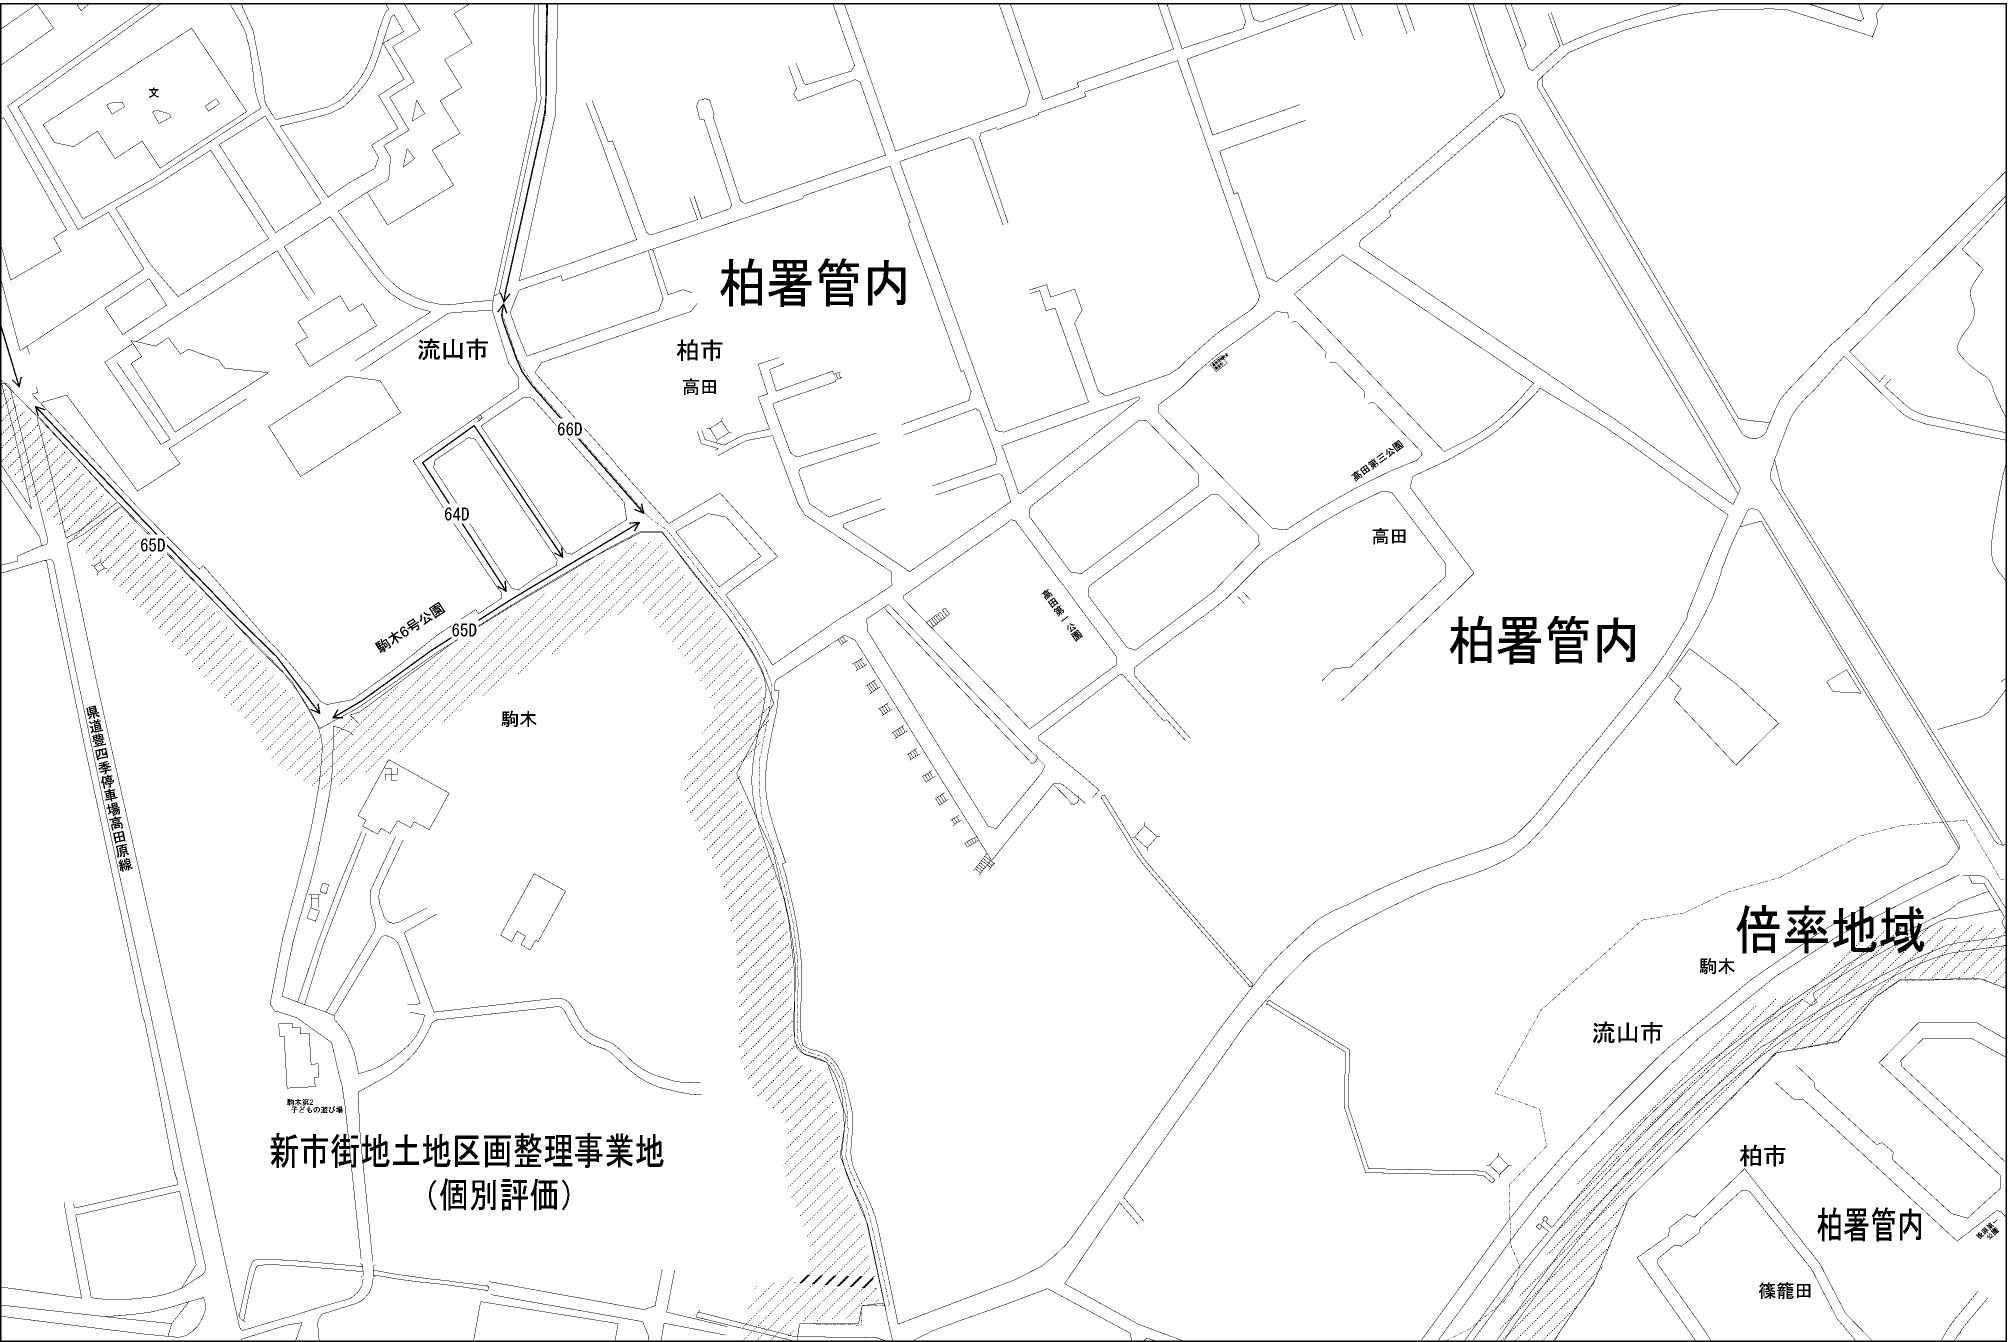 文
柏署管内
流山市
柏市
高田
66D
64D
65D
高田第三公園
高田
高田第一公園
駒木6号公園
65D
柏署管内
駒木
県道豊四季停車場高田原線
卍
倍率地域
駒木
流山市
駒木第2
子どもの遊び場
新市街地土地区画整理事業地
（個別評価）
柏市
柏署管内
篠籠田